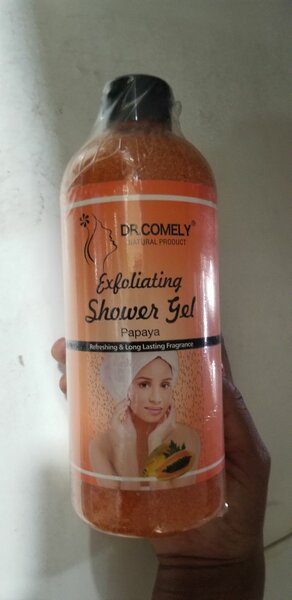 DR.COMELY®
NATURAL PRODUCT
Exfoliating
Shower Gel
Papaya
Refreshing & Long Lasting Fragrance